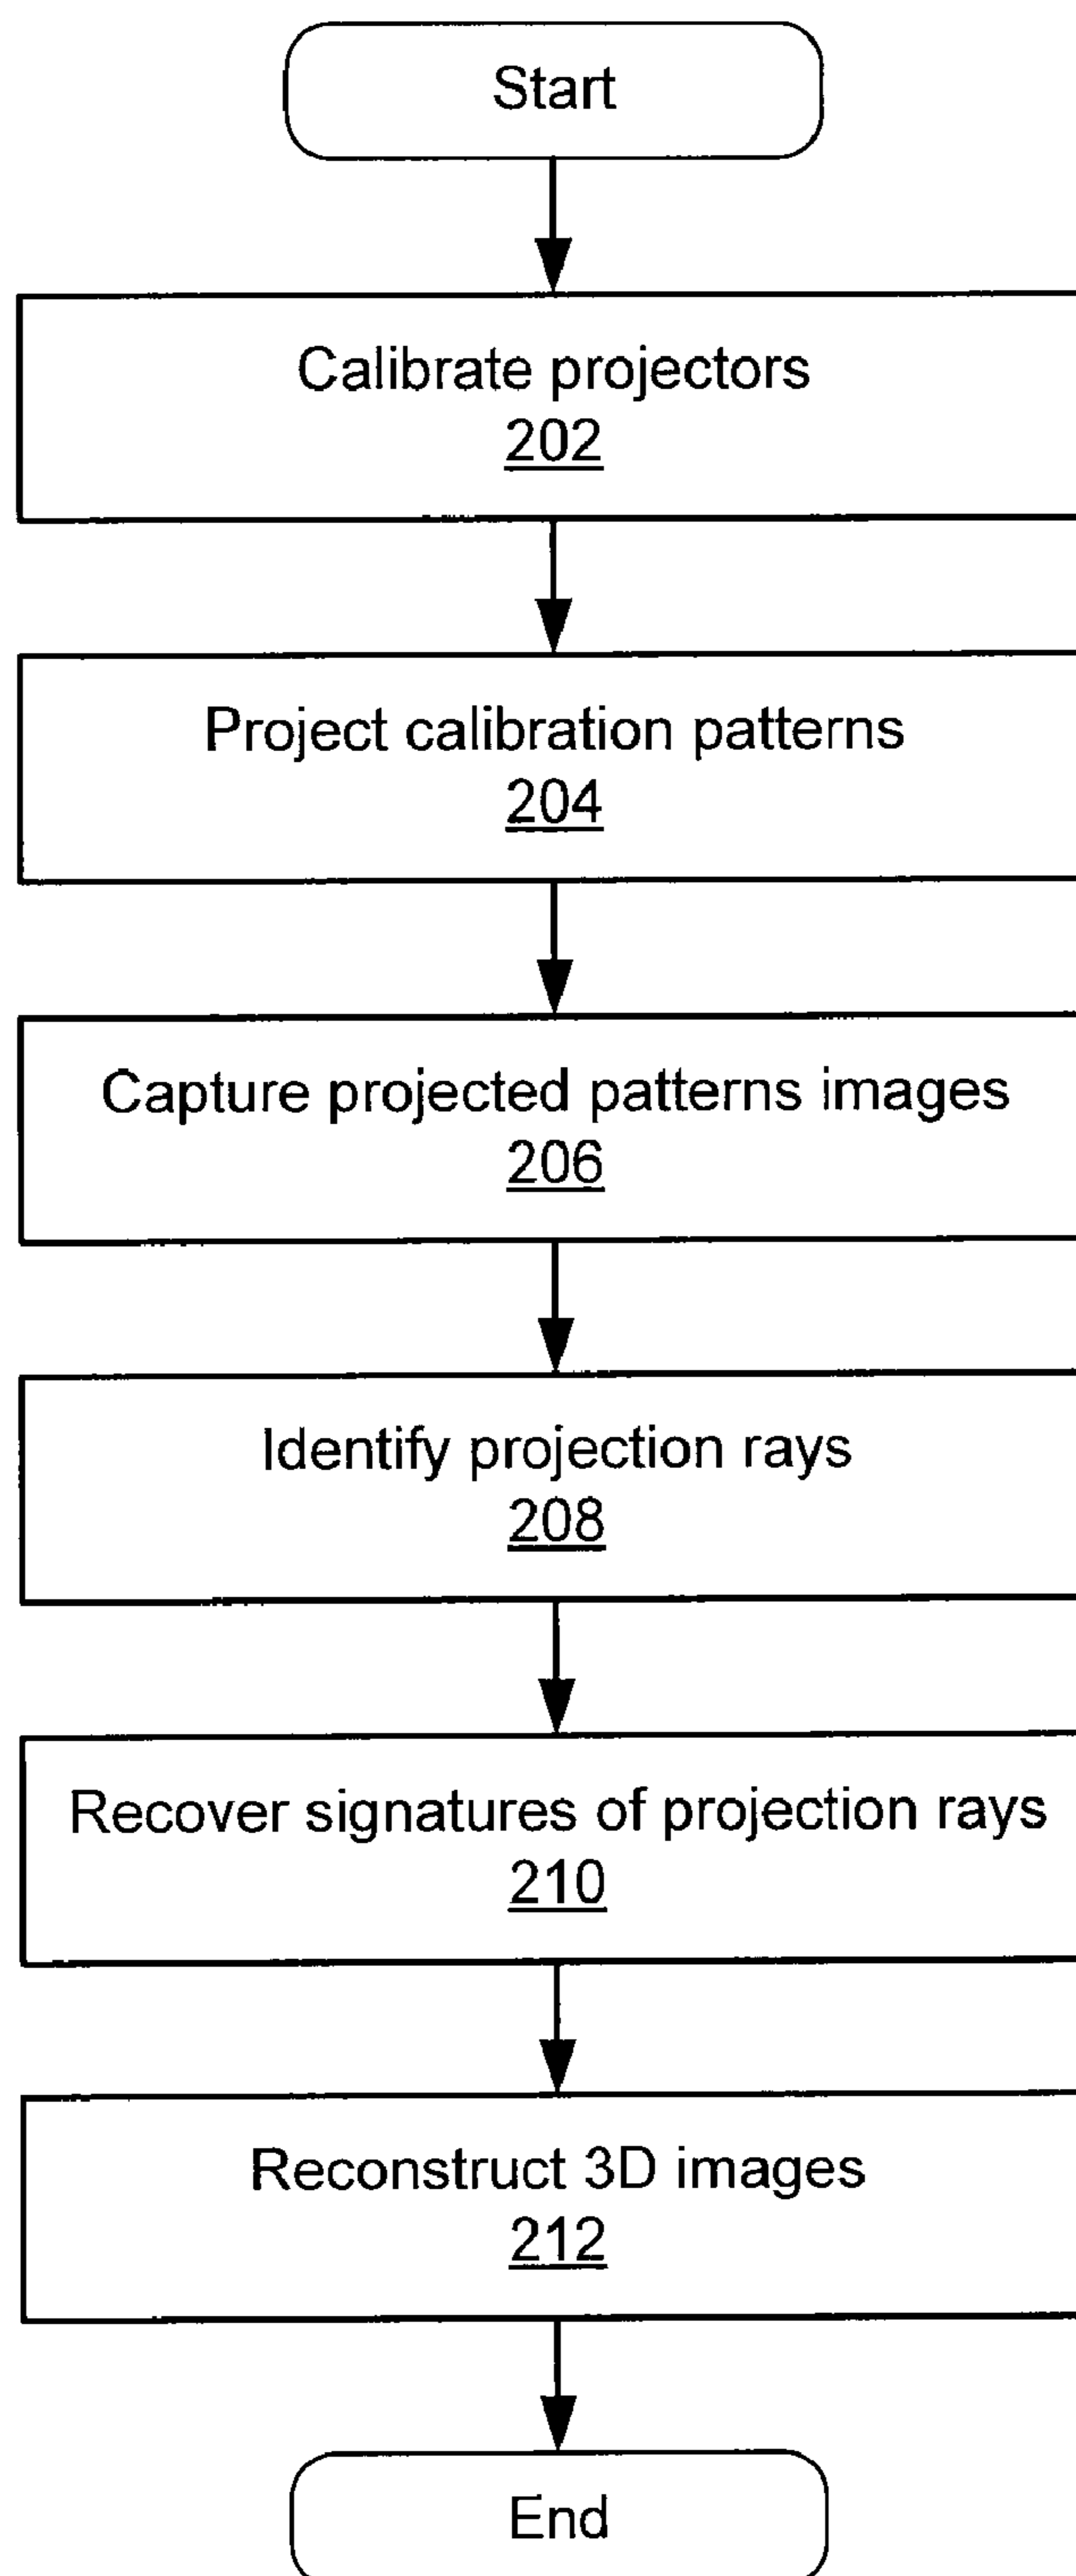 Start
Calibrate projectors
202
Project calibration patterns
204
Capture projected patterns images
206
Identify projection rays
208
Recover signatures of projection rays
210
Reconstruct 3D images
212
End